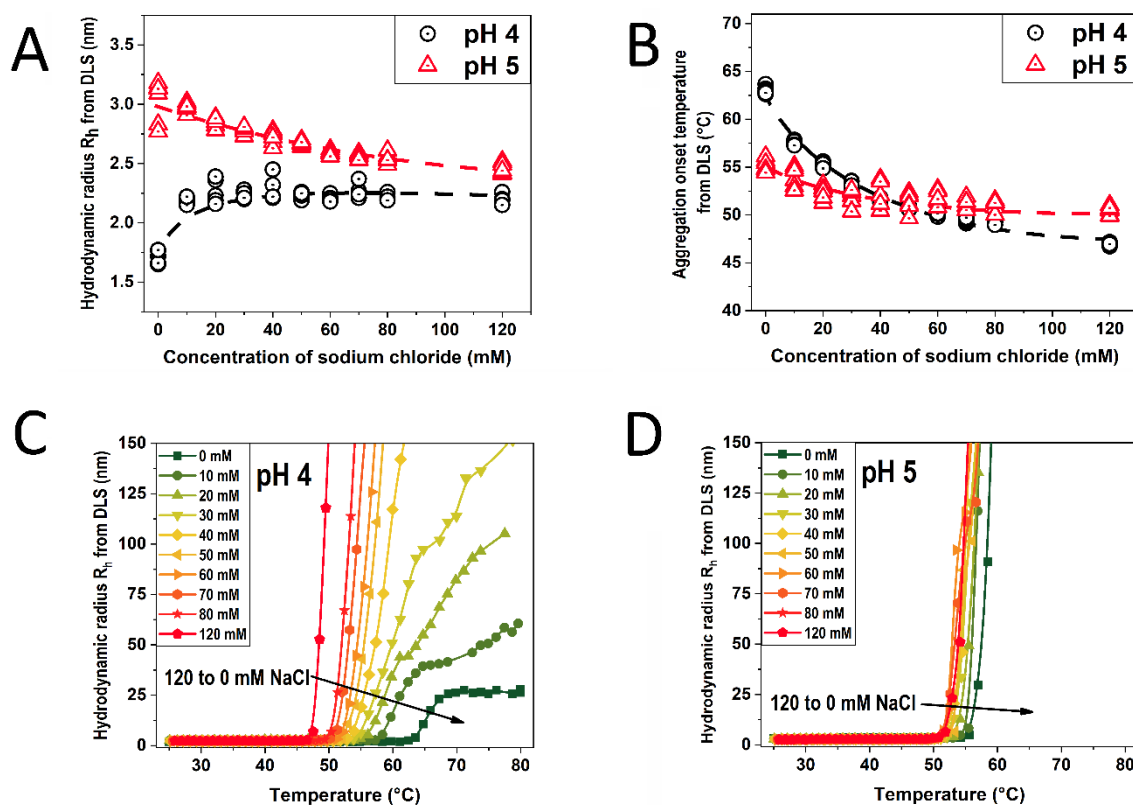 A
Hydrodynamic radius Rh from DLS (nm)
3.5
3.0
2.5
2.0
1.5
pH 4
pH 5
0 20 40 60 80 100 120
Concentration of sodium chloride (mM)
B
Aggregation onset temperature
from DLS (°C)
70
65
60
55
50
45
40
pH 4
pH 5
0 20 40 60 80 100 120
Concentration of sodium chloride (mM)
C
Hydrodynamic radius Rh from DLS (nm)
150
125
100
75
50
25
0
0 mM
10 mM
20 mM
30 mM
40 mM
50 mM
60 mM
70 mM
80 mM
120 mM
pH 4
120 to 0 mM NaCl
30 40 50 60 70 80
Temperature (°C)
D
Hydrodynamic radius Rh from DLS (nm)
150
125
100
75
50
25
0
0 mM
10 mM
20 mM
30 mM
40 mM
50 mM
60 mM
70 mM
80 mM
120 mM
pH 5
120 to 0 mM NaCl
30 40 50 60 70 80
Temperature (°C)